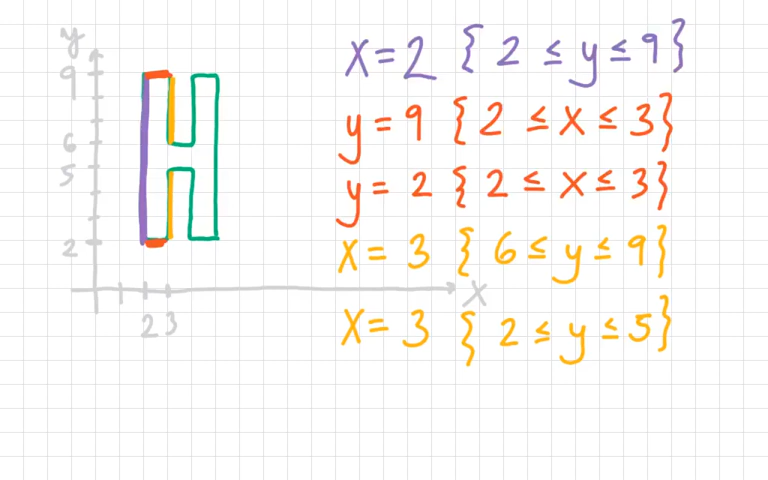 y
9
6
5
2
2 3
x
x = 2 { 2 ≤ y ≤ 9 }
y = 9 { 2 ≤ x ≤ 3 }
y = 2 { 2 ≤ x ≤ 3 }
x = 3 { 6 ≤ y ≤ 9 }
x = 3 { 2 ≤ y ≤ 5 }